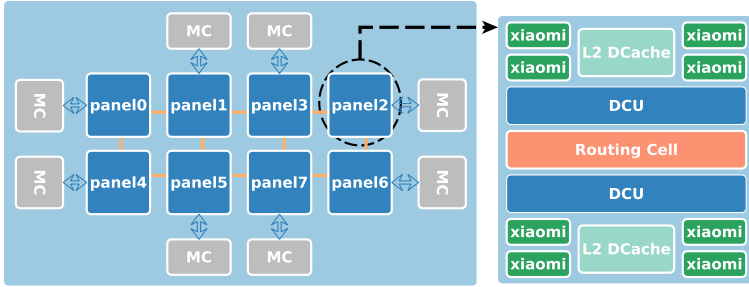 MC MC
MC panel0 panel1 panel3 panel2 MC
MC panel4 panel5 panel7 panel6 MC
MC MC
xiaomi L2 DCache xiaomi
xiaomi xiaomi
DCU
Routing Cell
DCU
xiaomi L2 DCache xiaomi
xiaomi xiaomi